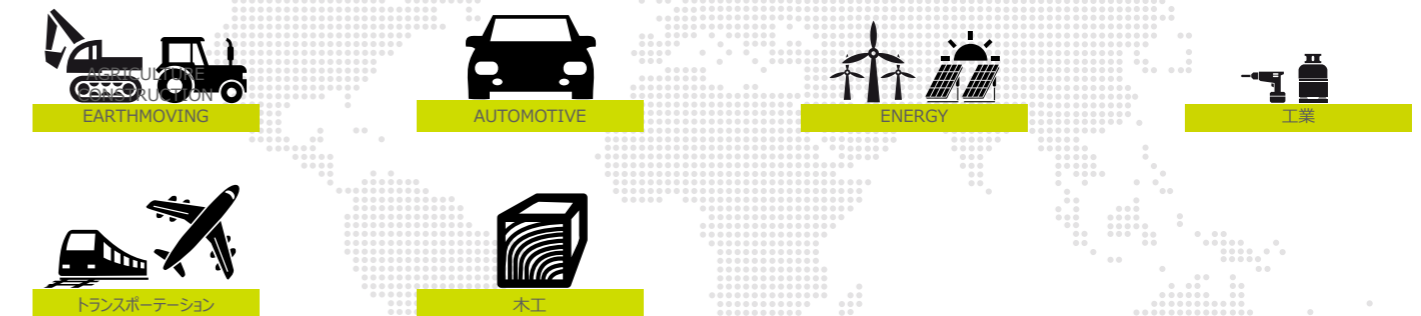 AGRICULTURE
CONSTRUCTION
EARTHMOVING
AUTOMOTIVE
ENERGY
工業
トランスポーテーション
木工